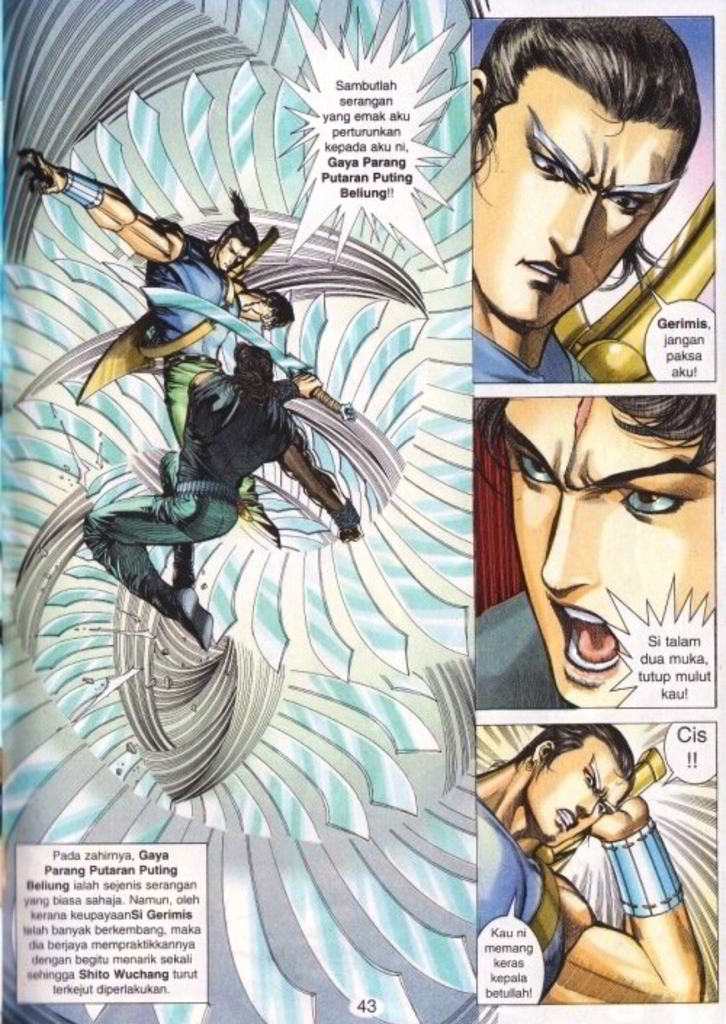 Sambutlah
serangan
yang emak aku
perturunkan
kepada aku ni,
Gaya Parang
Putaran Puting
Beliung!!
Gerimis,
jangan
paksa
aku!
Si talam
dua muka,
tutup mulut
kau!
Cis
!!
Kau ni
memang
keras
kepala
betullah!
Pada zahirnya, Gaya
Parang Putaran Puting
Beliung ialah sejenis serangan
yang biasa sahaja. Namun, oleh
kerana keupayaanSi Gerimis
telah banyak berkembang, maka
dia berjaya mempraktikkannya
dengan begitu menarik sekali
sehingga Shito Wuchang turut
terkejut diperlakukan.
43